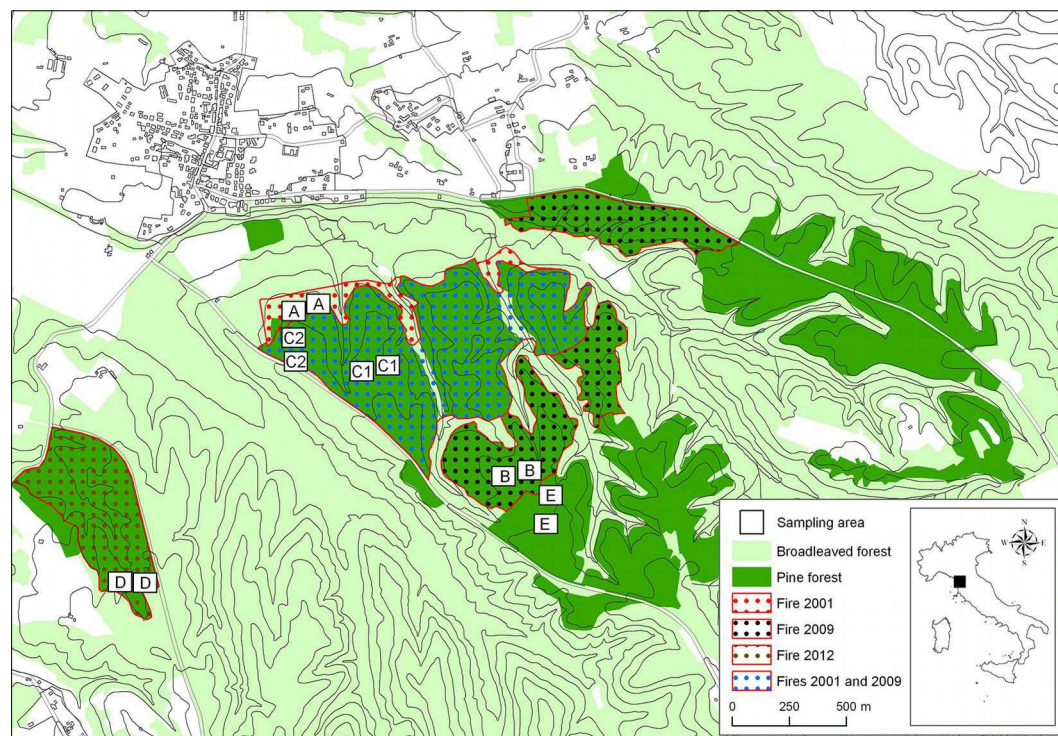 A
A
C2
C2
C1
C1
B
B
E
E
D
D
Sampling area
Broadleaved forest
Pine forest
Fire 2001
Fire 2009
Fire 2012
Fires 2001 and 2009
0 250 500 m
N
W E
S